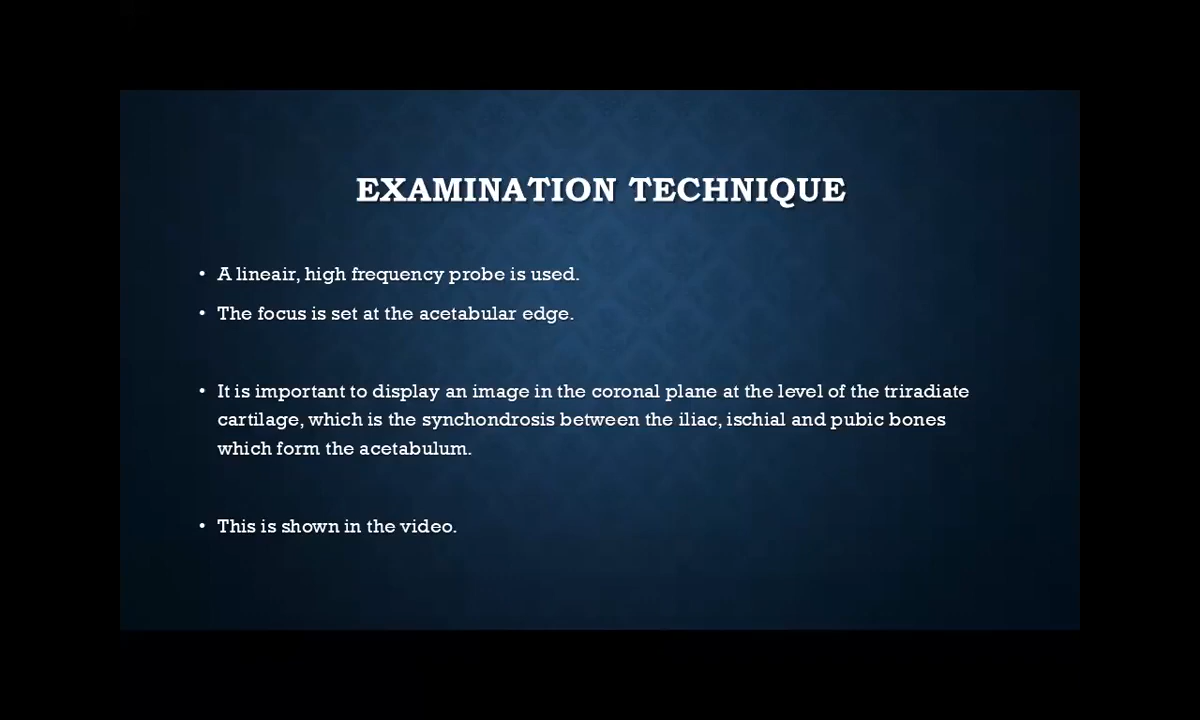 EXAMINATION TECHNIQUE
• A lineair, high frequency probe is used.
• The focus is set at the acetabular edge.
• It is important to display an image in the coronal plane at the level of the triradiate
cartilage, which is the synchondrosis between the iliac, ischial and pubic bones
which form the acetabulum.
• This is shown in the video.